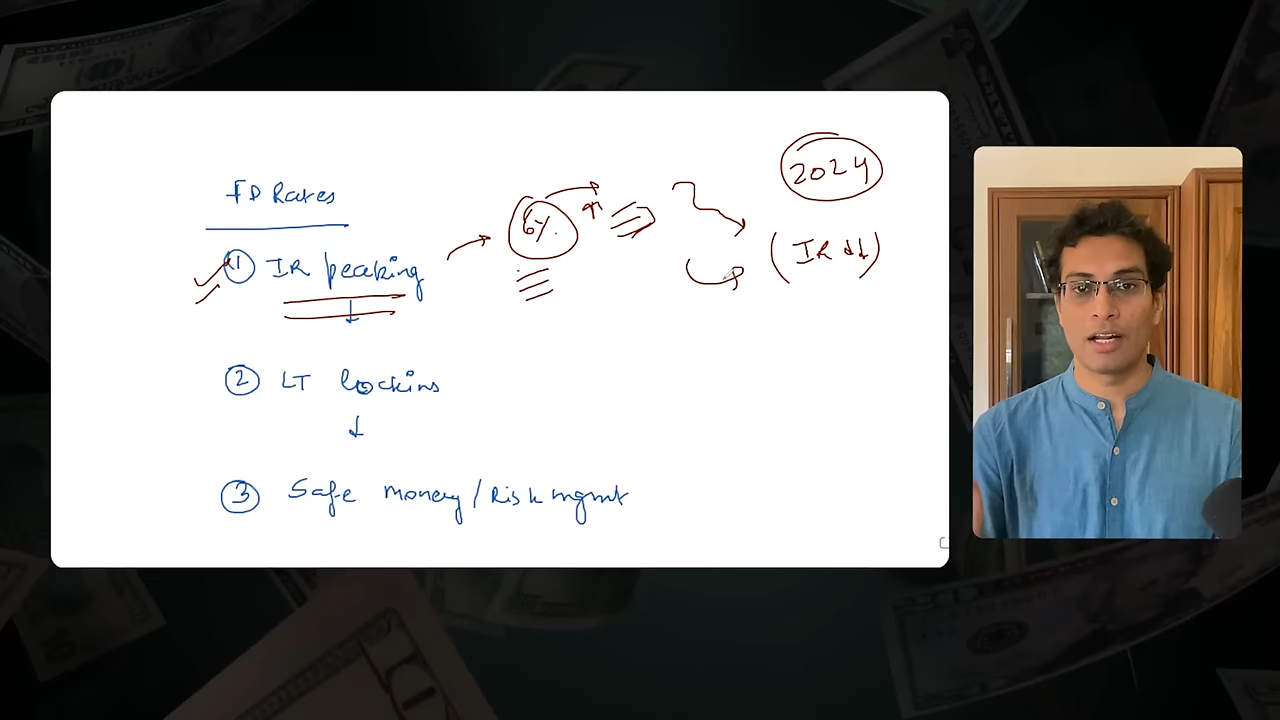 FD Rates
① IR peaking
6%.
2024
(IR ↓↓)
② LT lockins
③ Safe money/Risk mgmt